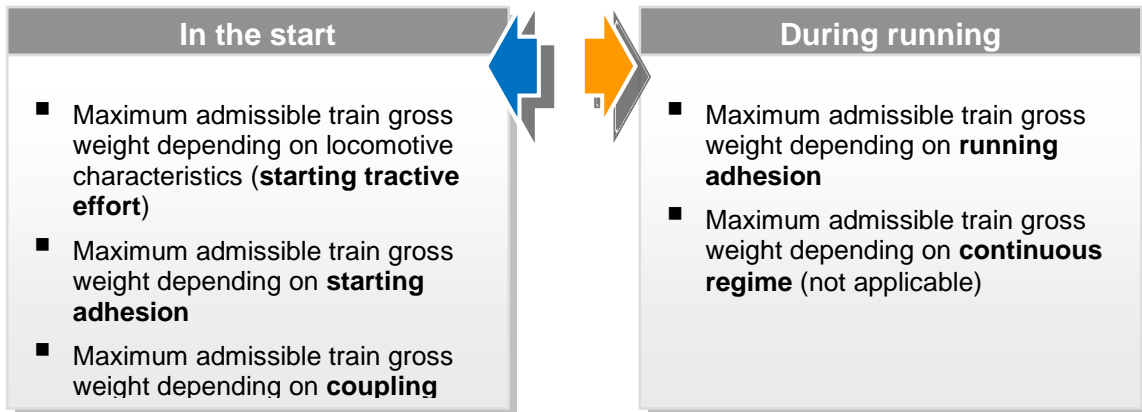 In the start
▪ Maximum admissible train gross
weight depending on locomotive
characteristics (starting tractive
effort)
▪ Maximum admissible train gross
weight depending on starting
adhesion
▪ Maximum admissible train gross
weight depending on coupling
During running
▪ Maximum admissible train gross
weight depending on running
adhesion
▪ Maximum admissible train gross
weight depending on continuous
regime (not applicable)